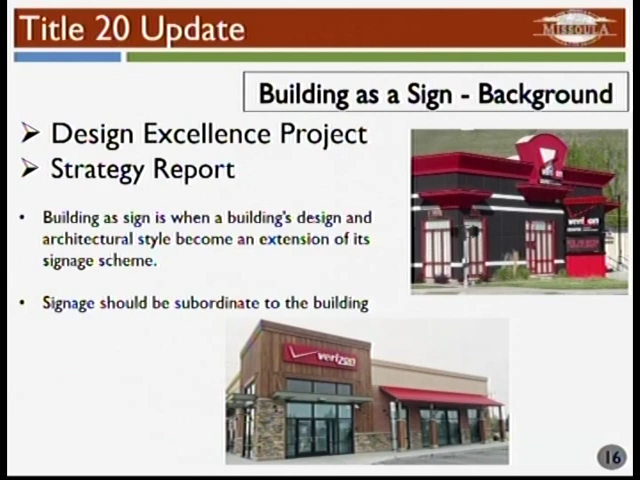 Title 20 Update
MISSOULA
Building as a Sign - Background
Design Excellence Project
Strategy Report
• Building as sign is when a building's design and
architectural style become an extension of its
signage scheme.
• Signage should be subordinate to the building
verizon
verizon
verizon
16